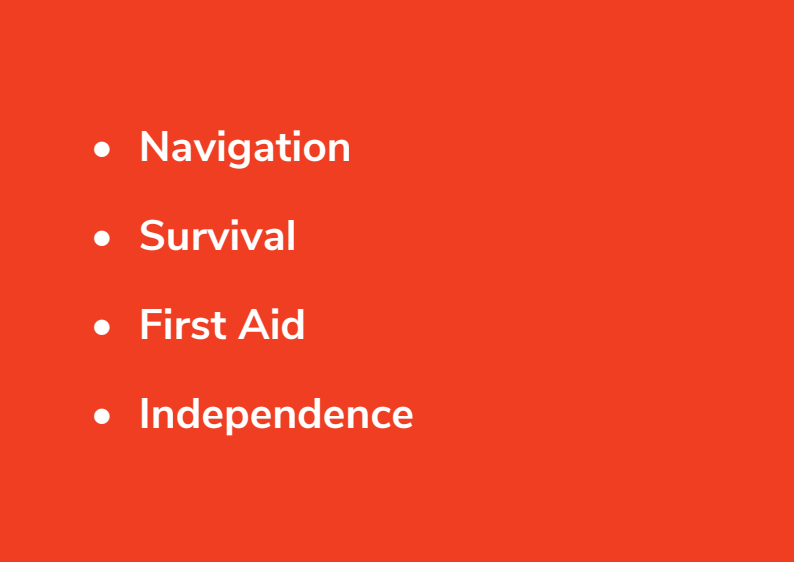 • Navigation
• Survival
• First Aid
• Independence